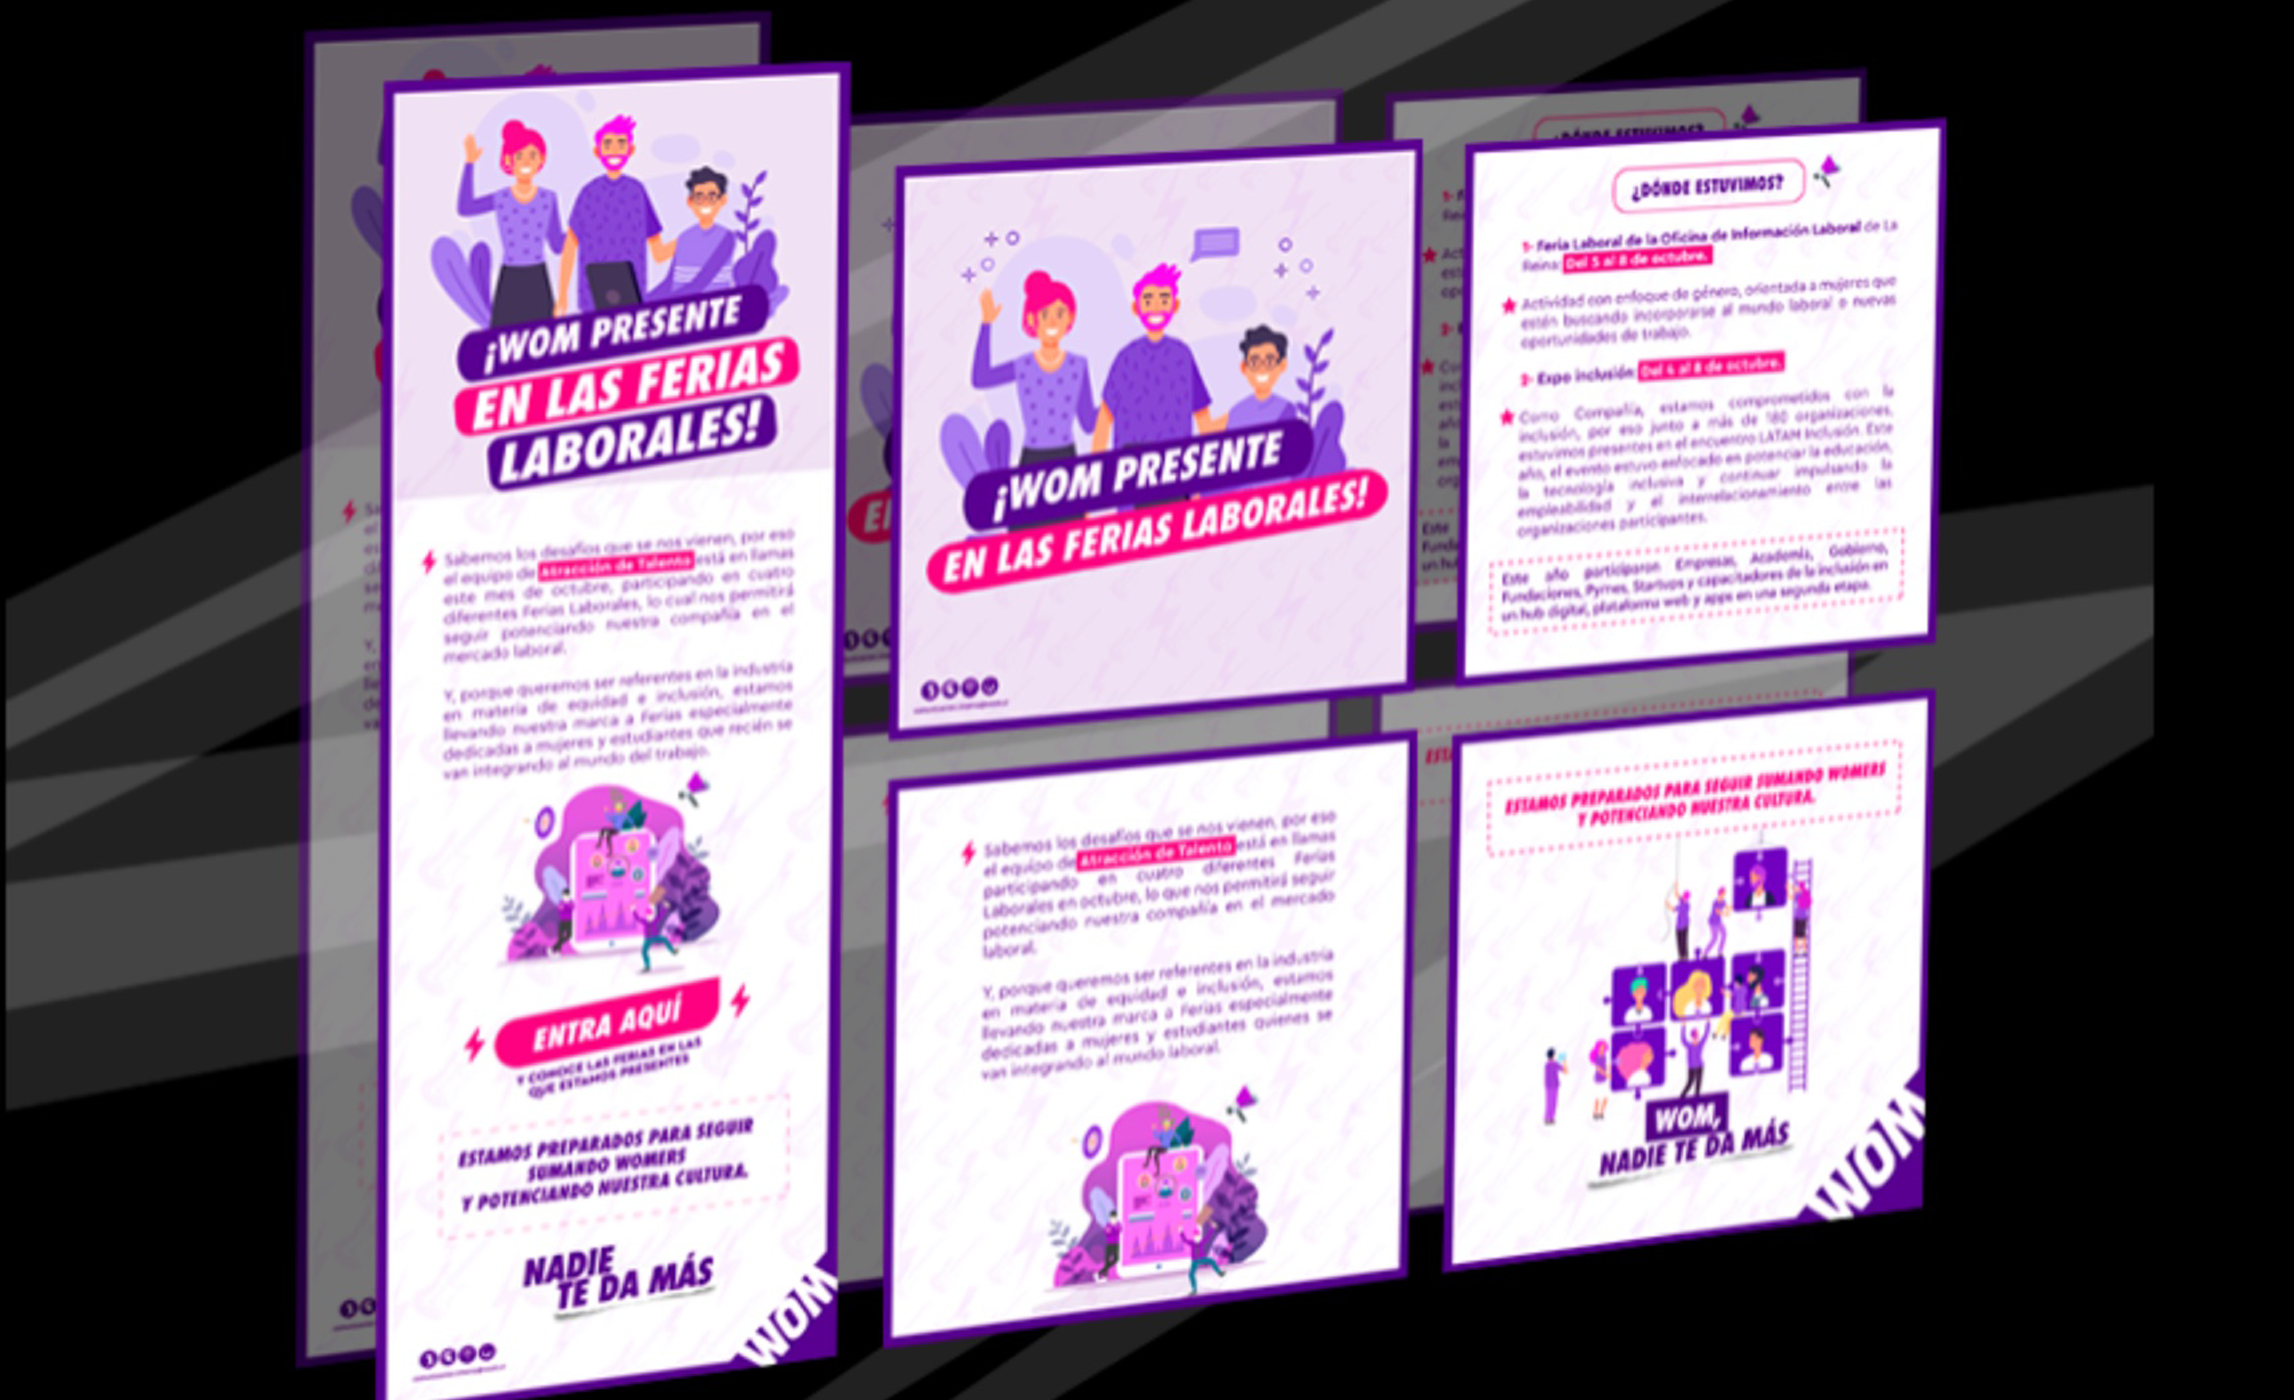 ¡WOM PRESENTE
EN LAS FERIAS
LABORALES!
Sabemos los desafíos que se nos vienen, por eso
el equipo de Atracción de Talento está en llamas
este mes de octubre, participando en cuatro
diferentes Ferias Laborales, lo cual nos permitirá
seguir potenciando nuestra compañía en el
mercado laboral.
Y, porque queremos ser referentes en la industria
en materia de equidad e inclusión, estamos
llevando nuestra marca a Ferias especialmente
dedicadas a mujeres y estudiantes que recién se
van integrando al mundo del trabajo.
ENTRA AQUÍ
Y CONOCE LAS FERIAS EN LAS
QUE ESTAMOS PRESENTES
ESTAMOS PREPARADOS PARA SEGUIR
SUMANDO WOMERS
Y POTENCIANDO NUESTRA CULTURA.
NADIE
TE DA MÁS
WOM
¡WOM PRESENTE
EN LAS FERIAS LABORALES!
Sabemos los desafíos que se nos vienen, por eso
el equipo de Atracción de Talento está en llamas
participando en cuatro diferentes Ferias
Laborales en octubre, lo que nos permitirá seguir
potenciando nuestra compañía en el mercado
laboral.
Y, porque queremos ser referentes en la industria
en materia de equidad e inclusión, estamos
llevando nuestra marca a Ferias especialmente
dedicadas a mujeres y estudiantes quienes se
van integrando al mundo laboral.
¿DÓNDE ESTUVIMOS?
1- Feria Laboral de la Oficina de Información Laboral de La
Reina: Del 5 al 8 de octubre.
Actividad con enfoque de género, orientada a mujeres que
estén buscando incorporarse al mundo laboral o nuevas
oportunidades de trabajo.
2- Expo inclusión: Del 4 al 8 de octubre.
Como Compañía, estamos comprometidos con la
inclusión, por eso junto a más de 180 organizaciones,
estuvimos presentes en el encuentro LATAM Inclusión. Este
año, el evento estuvo enfocado en potenciar la educación,
la tecnología inclusiva y continuar impulsando la
empleabilidad y el interrelacionamiento entre las
organizaciones participantes.
Este año participaron Empresas, Academia, Gobierno,
Fundaciones, Pymes, Startups y capacitadores de la inclusión en
un hub digital, plataforma web y apps en una segunda etapa.
ESTAMOS PREPARADOS PARA SEGUIR SUMANDO WOMERS
Y POTENCIANDO NUESTRA CULTURA.
WOM,
NADIE TE DA MÁS
WOM